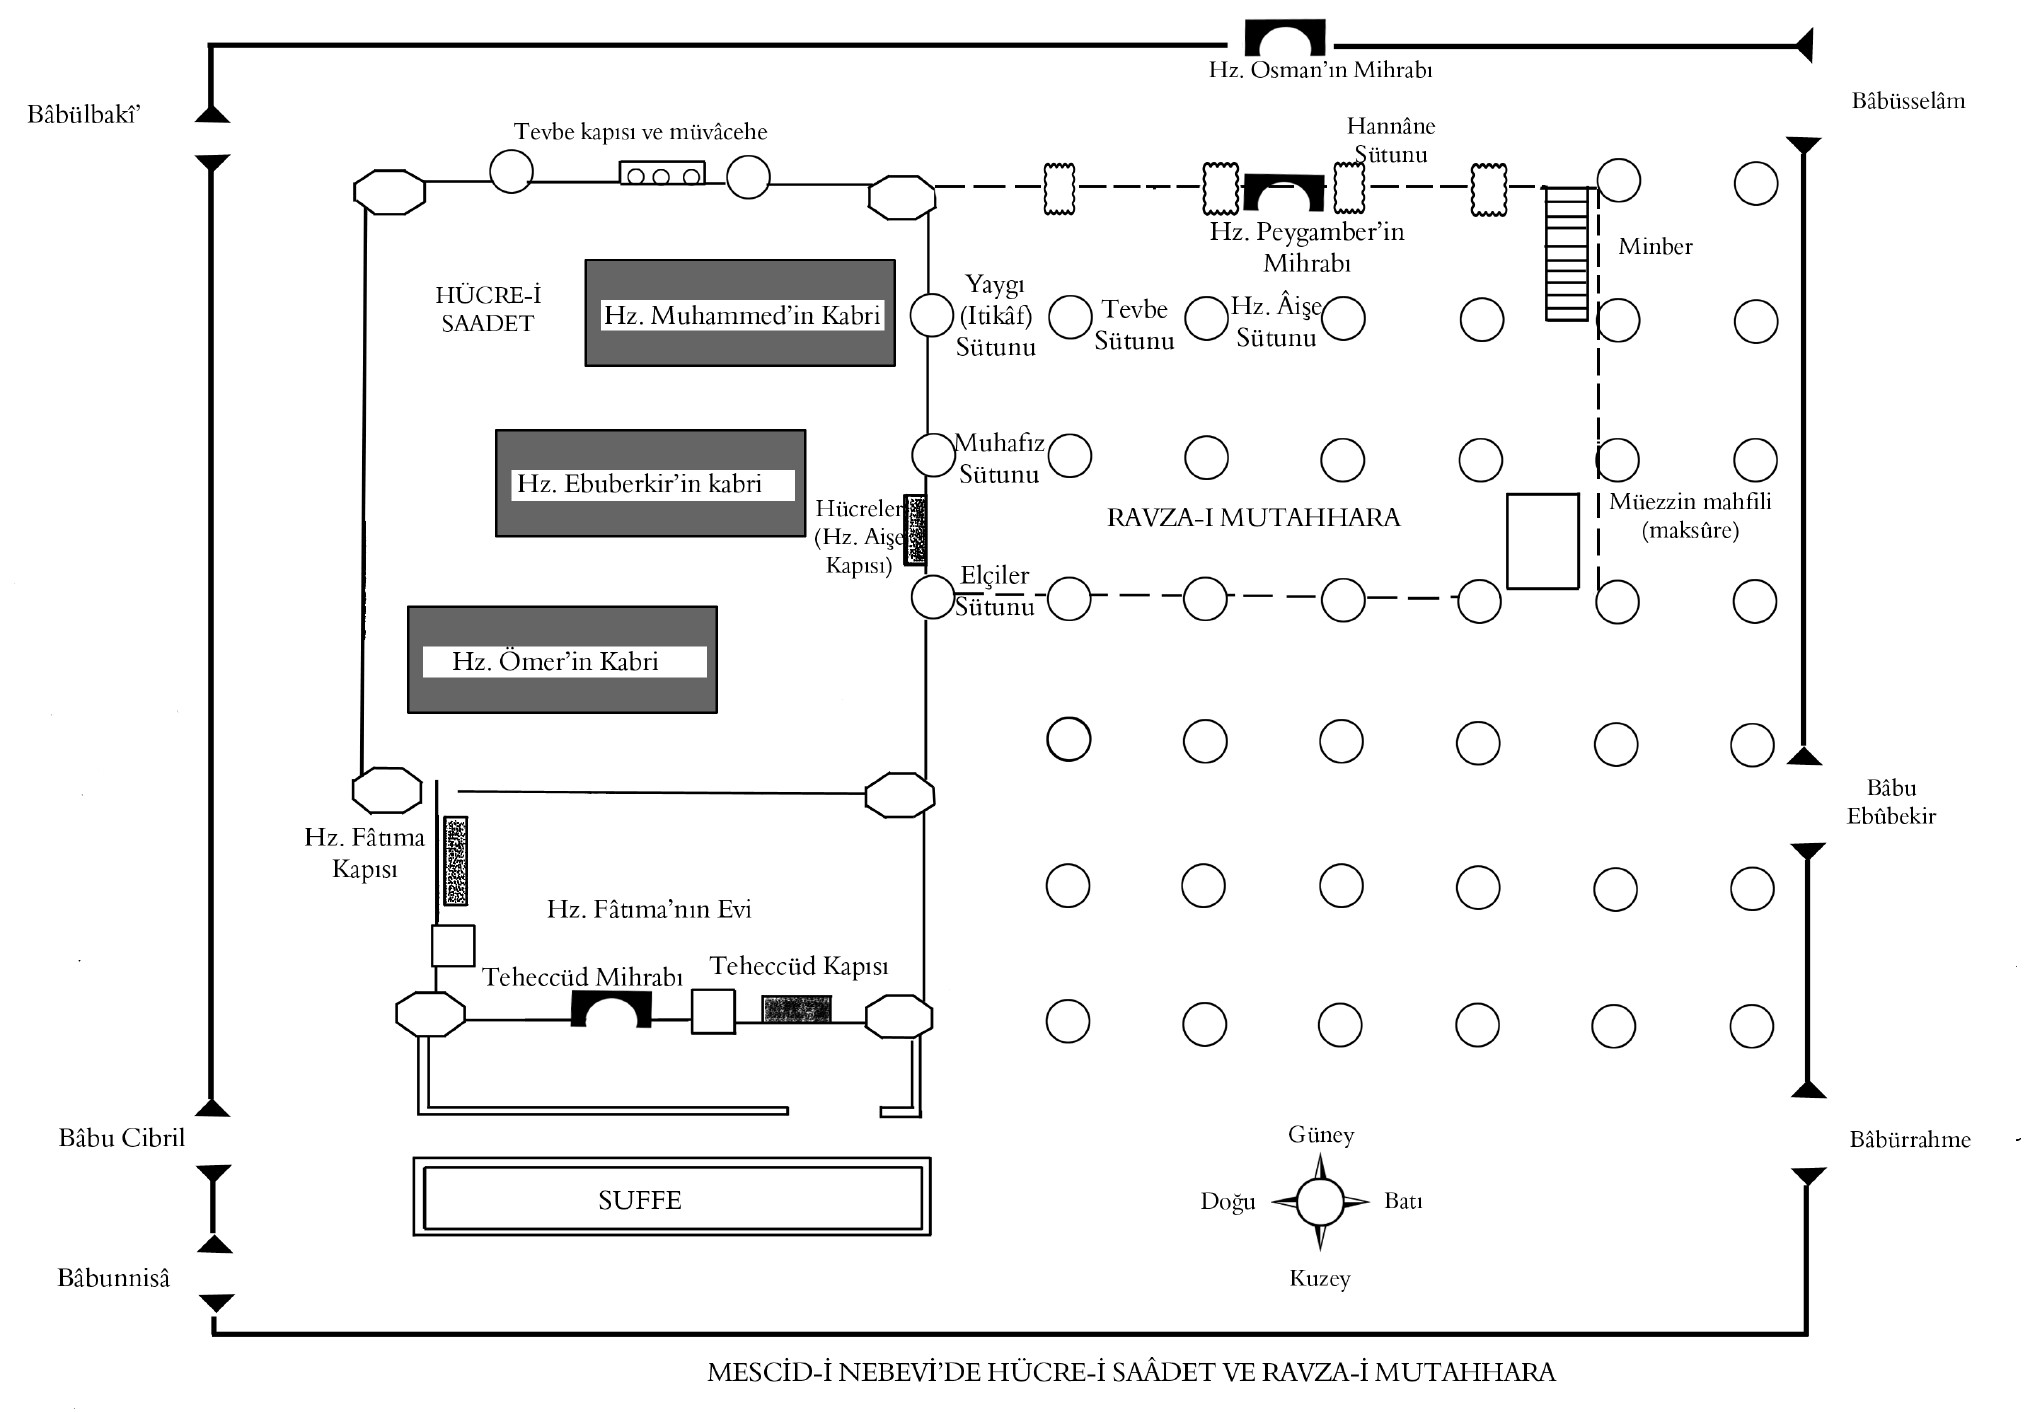 Hz. Osman’ın Mihrabı
Bâbülbakî’
Bâbüsselâm
Tevbe kapısı ve müvâcehe
Hannâne
Sütunu
Hz. Peygamber’in
Mihrabı
Minber
HÜCRE-İ
SAADET
Hz. Muhammed’in Kabri
Yaygı
(Itikâf)
Sütunu
Tevbe
Sütunu
Hz. Âişe
Sütunu
Muhafız
Sütunu
Hz. Ebuberkir’in kabri
Hücreler
(Hz. Aişe
Kapısı)
RAVZA-I MUTAHHARA
Müezzin mahfili
(maksûre)
Elçiler
Sütunu
Hz. Ömer’in Kabri
Bâbu
Ebûbekir
Hz. Fâtıma
Kapısı
Hz. Fâtıma’nın Evi
Teheccüd Mihrabı
Teheccüd Kapısı
Bâbu Cibril
Bâbürrahme
Güney
Doğu
Batı
Kuzey
SUFFE
Bâbunnisâ
MESCİD-İ NEBEVİ’DE HÜCRE-İ SAÂDET VE RAVZA-İ MUTAHHARA